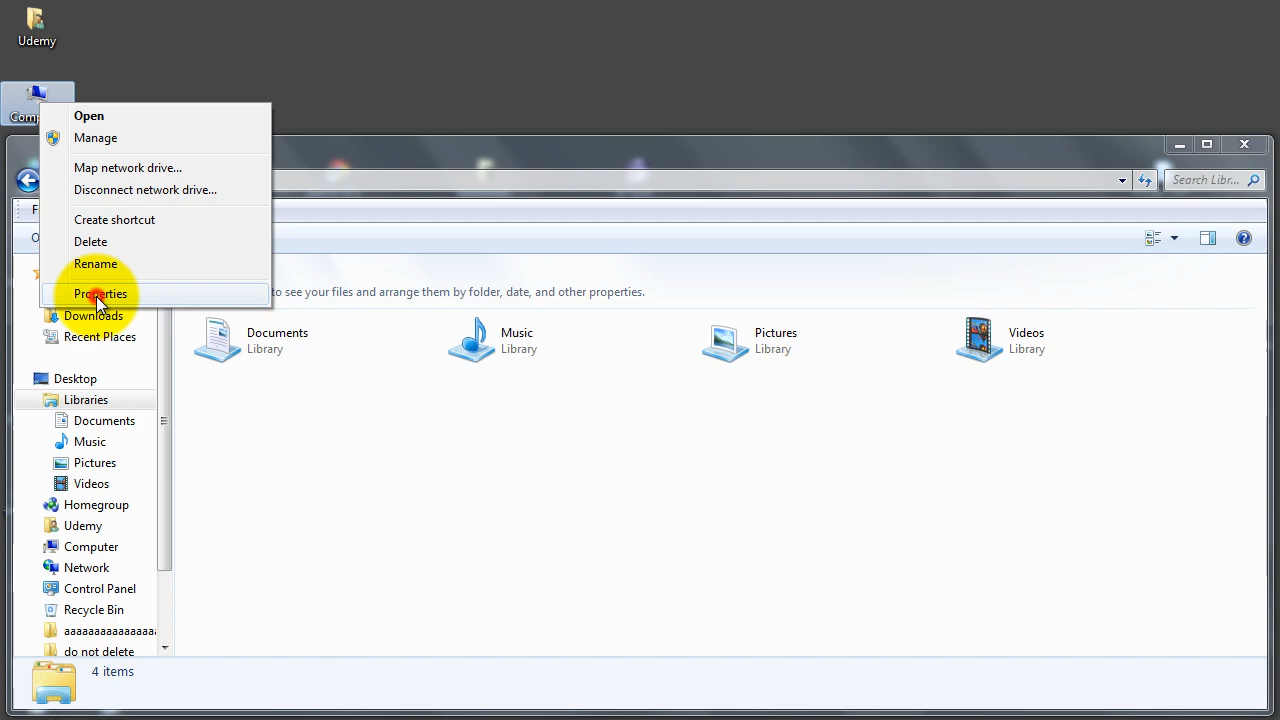 Udemy
Open
Manage
Map network drive...
Disconnect network drive...
Create shortcut
Delete
Rename
Properties
Search Libr...
to see your files and arrange them by folder, date, and other properties.
Downloads
Recent Places
Desktop
Libraries
Documents
Music
Pictures
Videos
Homegroup
Udemy
Computer
Network
Control Panel
Recycle Bin
aaaaaaaaaaaaaa
do not delete
Documents
Library
Music
Library
Pictures
Library
Videos
Library
4 items